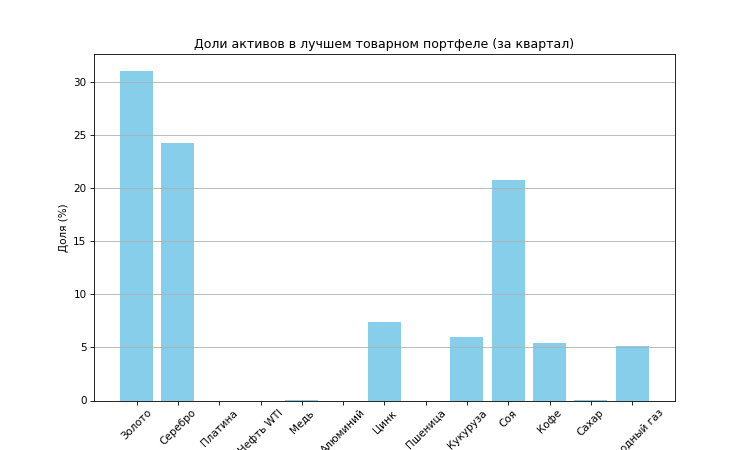 Доли активов в лучшем товарном портфеле (за квартал)
Доля (%)
30
25
20
15
10
5
0
Золото
Серебро
Платина
Нефть WTI
Медь
Алюминий
Цинк
Пшеница
Кукуруза
Соя
Кофе
Сахар
одный газ